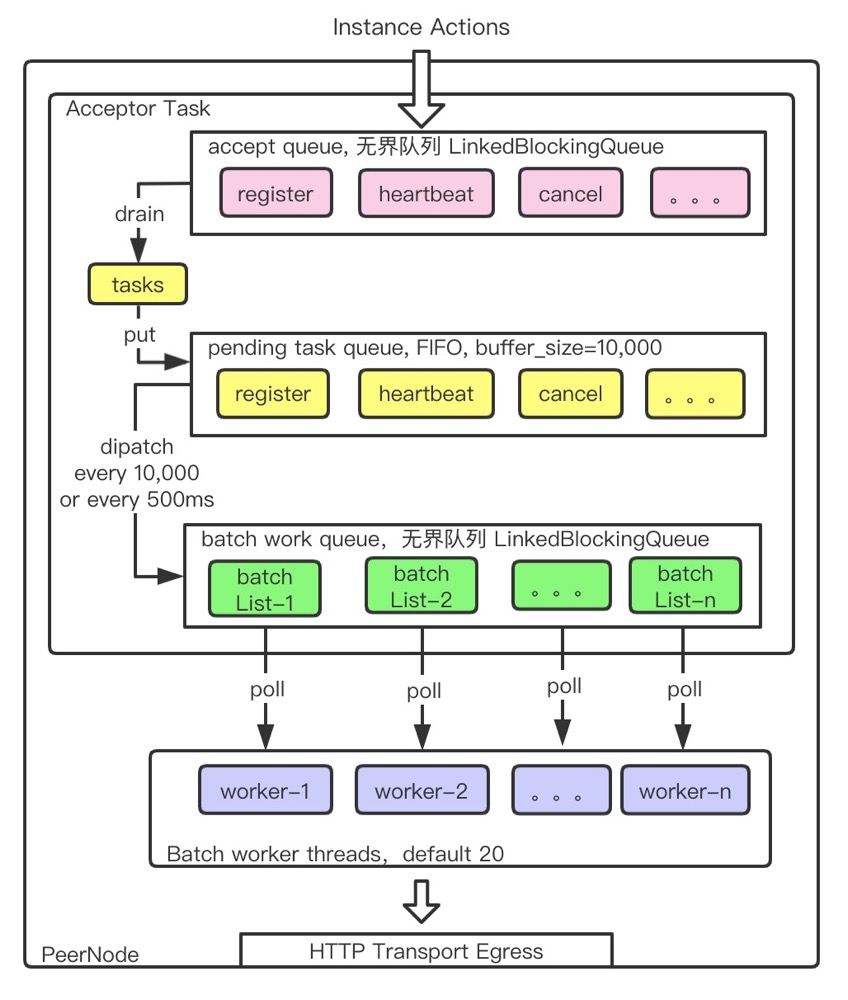 Instance Actions
Acceptor Task
accept queue, 无界队列 LinkedBlockingQueue
register
heartbeat
cancel
。。。
drain
tasks
put
pending task queue, FIFO, buffer_size=10,000
register
heartbeat
cancel
。。。
dipatch
every 10,000
or every 500ms
batch work queue，无界队列 LinkedBlockingQueue
batch
List-1
batch
List-2
。。。
batch
List-n
poll
poll
poll
poll
worker-1
worker-2
。。。
worker-n
Batch worker threads，default 20
PeerNode
HTTP Transport Egress